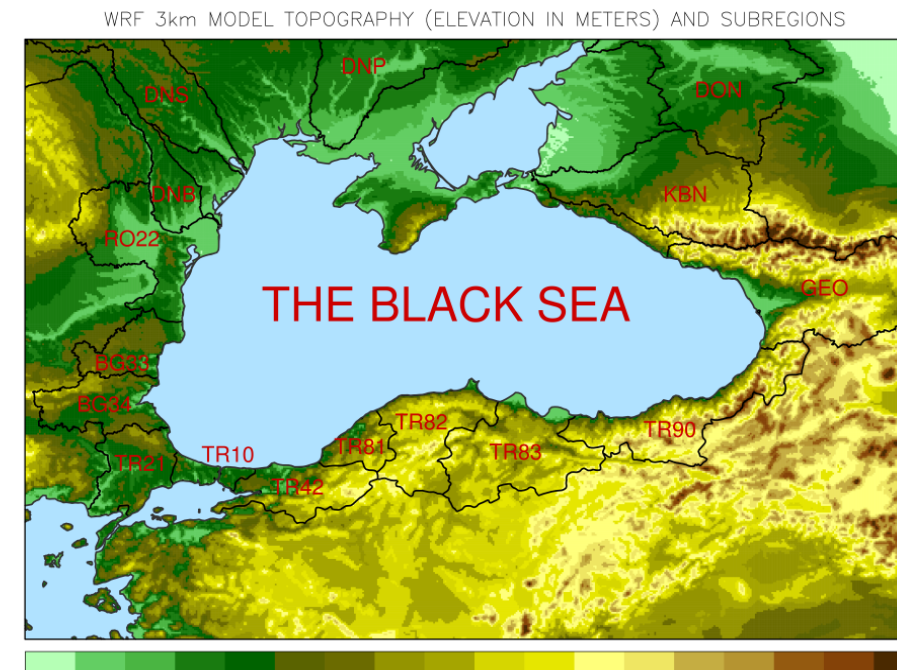 WRF 3km MODEL TOPOGRAPHY (ELEVATION IN METERS) AND SUBREGIONS
DNP
DNS
DON
DNB
KBN
RO22
GEO
THE BLACK SEA
BG33
BG34
TR82
TR90
TR81
TR10
TR83
TR21
TR42